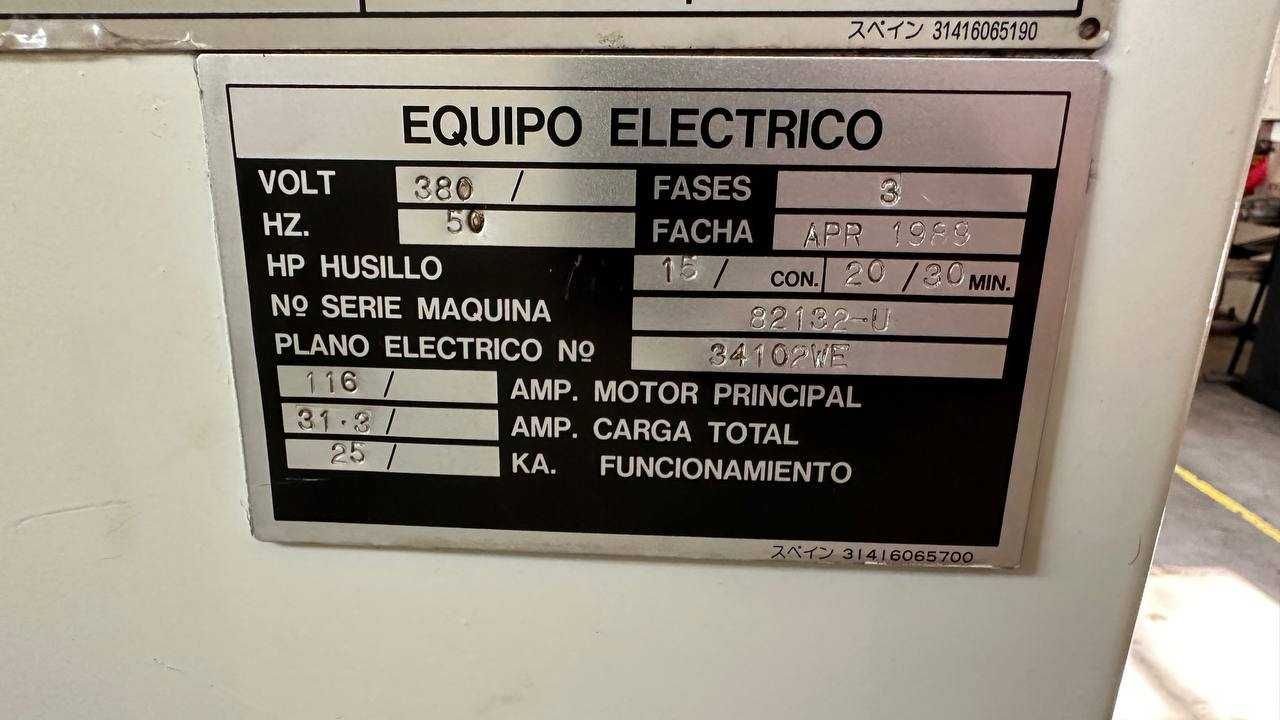 スペイン 31416065190
EQUIPO ELECTRICO
VOLT 380 / FASES 3
HZ. 50 FACHA APR 1989
HP HUSILLO 15 / CON. 20 /30 MIN.
Nº SERIE MAQUINA 82132-U
PLANO ELECTRICO Nº 34102WE
116 / AMP. MOTOR PRINCIPAL
31.3 / AMP. CARGA TOTAL
25 / KA. FUNCIONAMIENTO
スペイン 31416065700